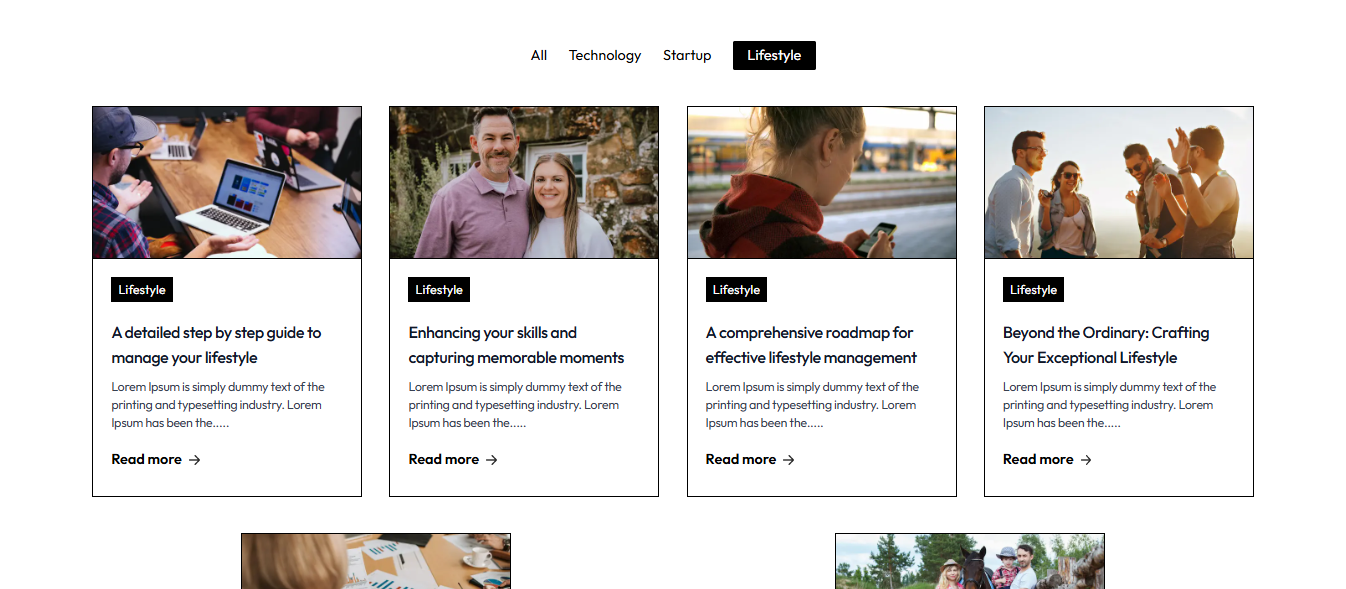 All Technology Startup Lifestyle
Lifestyle
A detailed step by step guide to
manage your lifestyle
Lorem Ipsum is simply dummy text of the
printing and typesetting industry. Lorem
Ipsum has been the.....
Read more →
Lifestyle
Enhancing your skills and
capturing memorable moments
Lorem Ipsum is simply dummy text of the
printing and typesetting industry. Lorem
Ipsum has been the.....
Read more →
Lifestyle
A comprehensive roadmap for
effective lifestyle management
Lorem Ipsum is simply dummy text of the
printing and typesetting industry. Lorem
Ipsum has been the.....
Read more →
Lifestyle
Beyond the Ordinary: Crafting
Your Exceptional Lifestyle
Lorem Ipsum is simply dummy text of the
printing and typesetting industry. Lorem
Ipsum has been the.....
Read more →